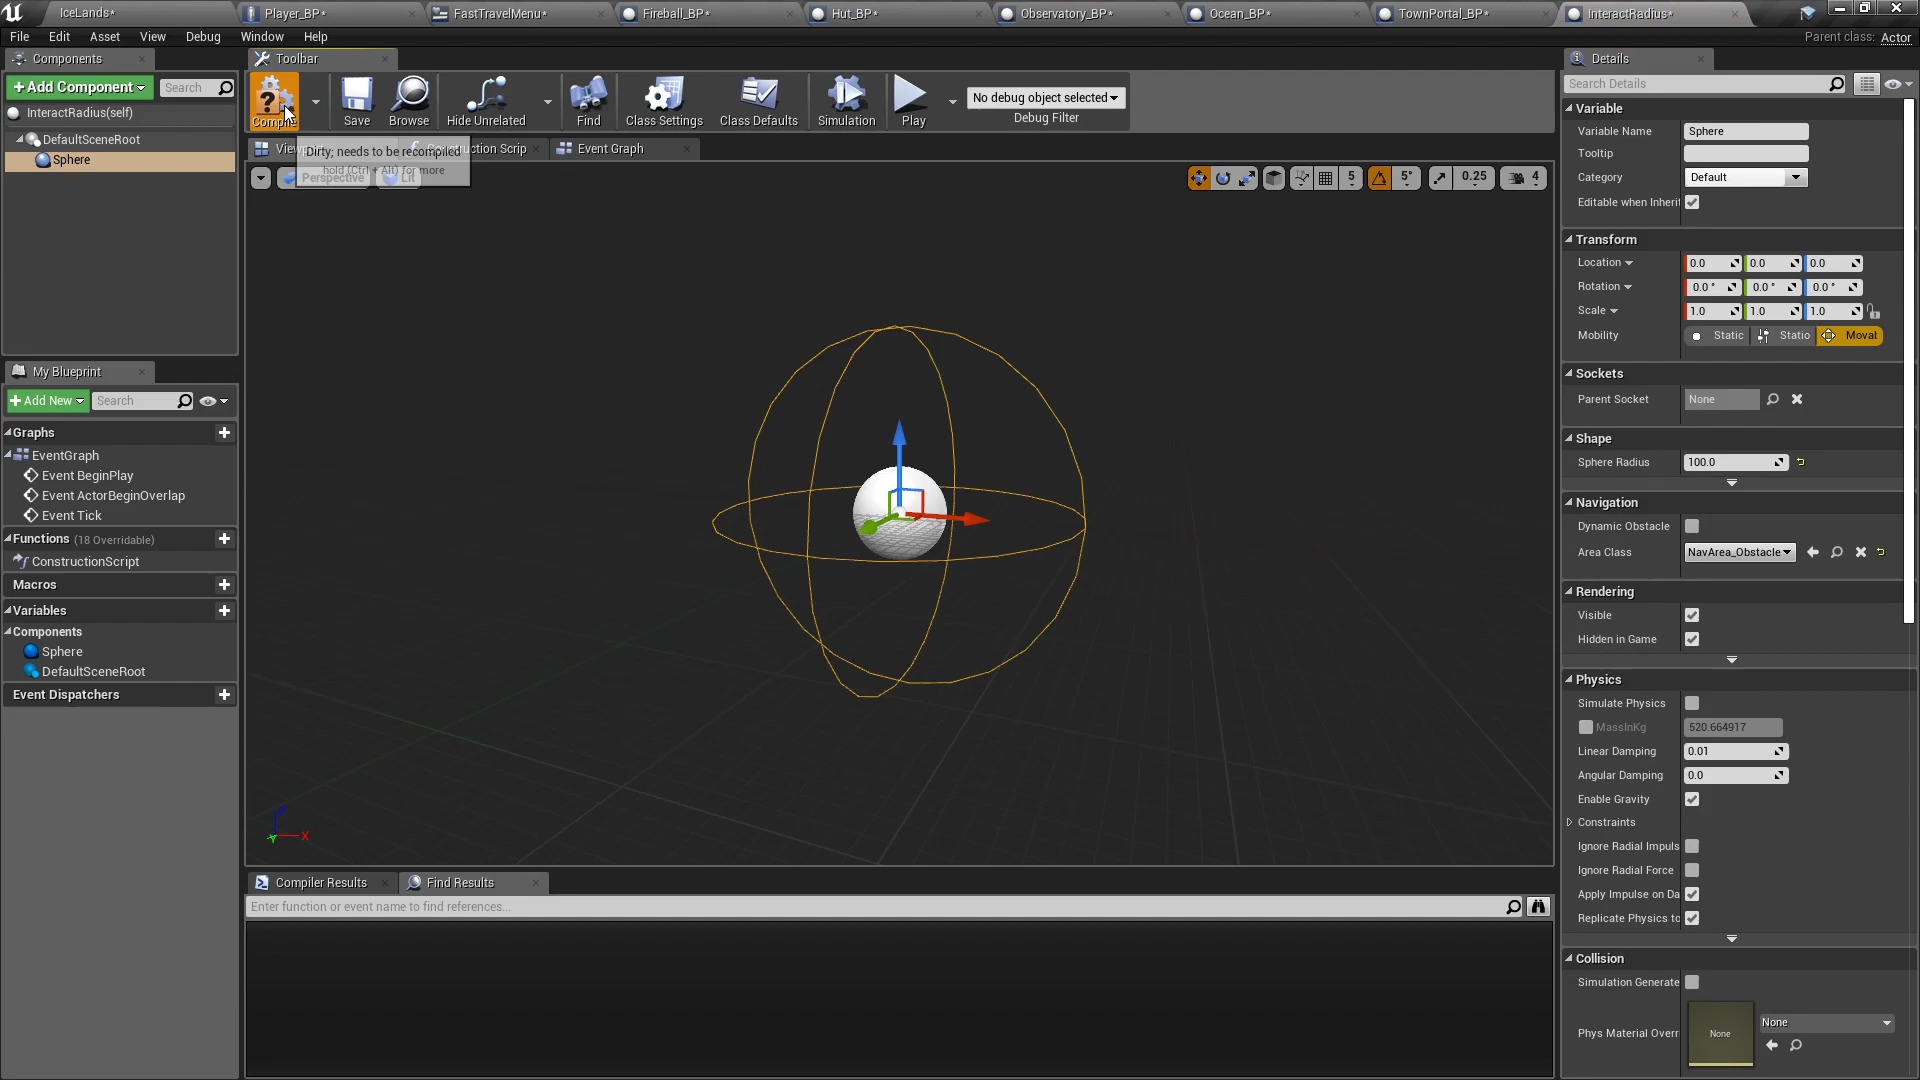 IceLands*
Player_BP*
FastTravelMenu*
Fireball_BP*
Hut_BP*
Observatory_BP*
Ocean_BP*
TownPortal_BP*
InteractRadius*
File Edit Asset View Debug Window Help
Parent class: Actor
Components
Add Component
Search
InteractRadius(self)
DefaultSceneRoot
Sphere
My Blueprint
Add New
Search
Graphs
EventGraph
Event BeginPlay
Event ActorBeginOverlap
Event Tick
Functions (18 Overridable)
ConstructionScript
Macros
Variables
Components
Sphere
DefaultSceneRoot
Event Dispatchers
Toolbar
Save
Browse
Hide Unrelated
Find
Class Settings
Class Defaults
Simulation
Play
No debug object selected
Debug Filter
Construction Scrip
Event Graph
Dirty; needs to be recompiled
hold (Ctrl + Alt) for more
Perspective
Lit
5
5°
0.25
4
Z
X
Y
Compiler Results
Find Results
Enter function or event name to find references...
Details
Search Details
Variable
Variable Name Sphere
Tooltip
Category Default
Editable when Inheri
Transform
Location 0.0 0.0 0.0
Rotation 0.0 ° 0.0 ° 0.0 °
Scale 1.0 1.0 1.0
Mobility Static Statio Movat
Sockets
Parent Socket None
Shape
Sphere Radius 100.0
Navigation
Dynamic Obstacle
Area Class NavArea_Obstacle
Rendering
Visible
Hidden in Game
Physics
Simulate Physics
MassInKg 520.664917
Linear Damping 0.01
Angular Damping 0.0
Enable Gravity
Constraints
Ignore Radial Impuls
Ignore Radial Force
Apply Impulse on Da
Replicate Physics to
Collision
Simulation Generate
Phys Material Overr None None